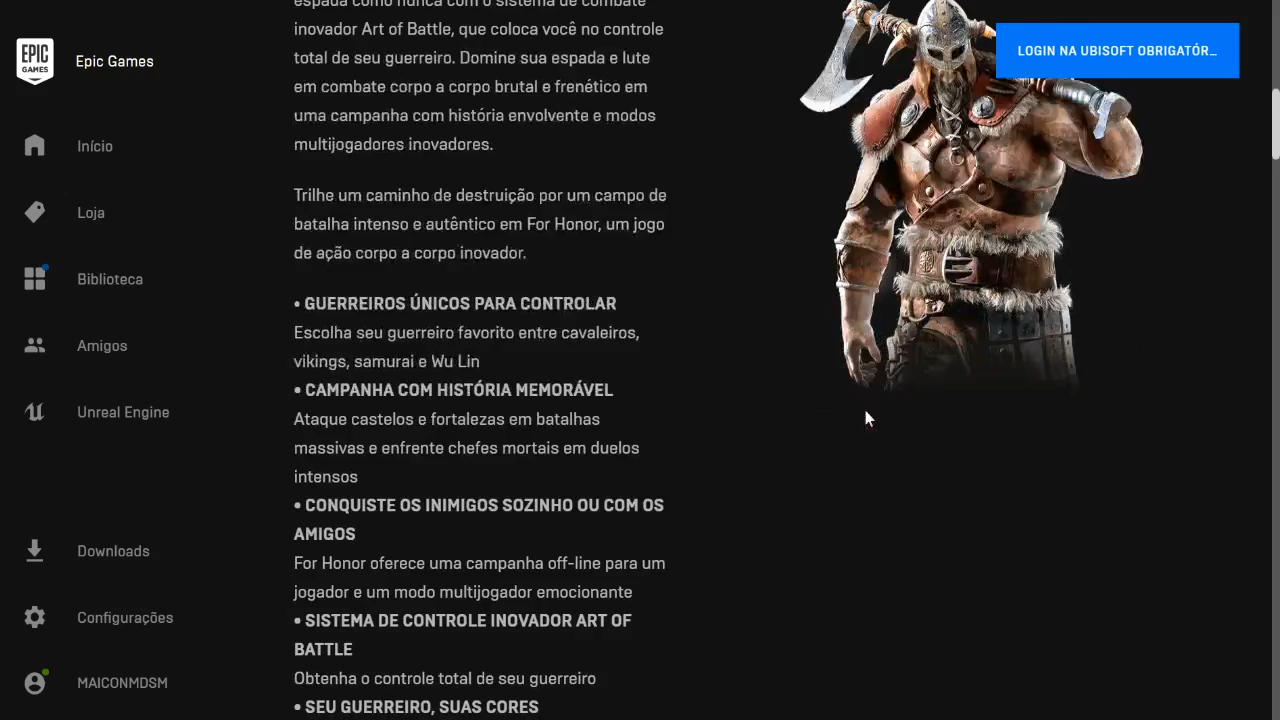 espada como nunca com o sistema de combate
inovador Art of Battle, que coloca você no controle
total de seu guerreiro. Domine sua espada e lute
em combate corpo a corpo brutal e frenético em
uma campanha com história envolvente e modos
multijogadores inovadores.
Trilhe um caminho de destruição por um campo de
batalha intenso e autêntico em For Honor, um jogo
de ação corpo a corpo inovador.
• GUERREIROS ÚNICOS PARA CONTROLAR
Escolha seu guerreiro favorito entre cavaleiros,
vikings, samurai e Wu Lin
• CAMPANHA COM HISTÓRIA MEMORÁVEL
Ataque castelos e fortalezas em batalhas
massivas e enfrente chefes mortais em duelos
intensos
• CONQUISTE OS INIMIGOS SOZINHO OU COM OS
AMIGOS
For Honor oferece uma campanha off-line para um
jogador e um modo multijogador emocionante
• SISTEMA DE CONTROLE INOVADOR ART OF
BATTLE
Obtenha o controle total de seu guerreiro
• SEU GUERREIRO, SUAS CORES
LOGIN NA UBISOFT OBRIGATÓR...
EPIC
GAMES
Epic Games
Início
Loja
Biblioteca
Amigos
Unreal Engine
Downloads
Configurações
MAICONMDSM